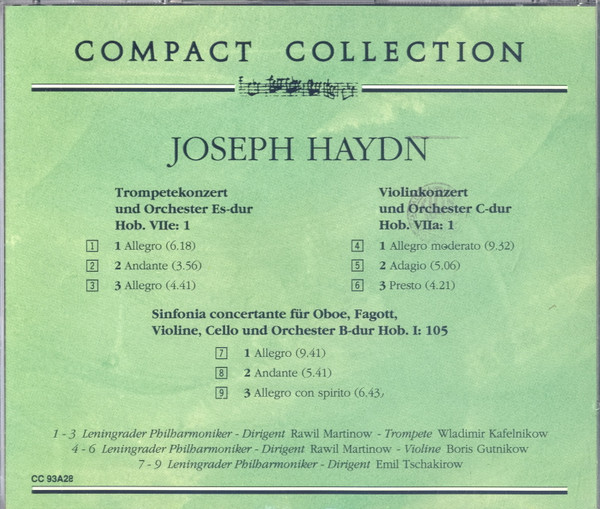 COMPACT COLLECTION
JOSEPH HAYDN
Trompetekonzert
und Orchester Es-dur
Hob. VIIe: 1
1 1 Allegro (6.18)
2 2 Andante (3.56)
3 3 Allegro (4.41)
Violinkonzert
und Orchester C-dur
Hob. VIIa: 1
4 1 Allegro moderato (9.32)
5 2 Adagio (5.06)
6 3 Presto (4.21)
Sinfonia concertante für Oboe, Fagott,
Violine, Cello und Orchester B-dur Hob. I: 105
7 1 Allegro (9.41)
8 2 Andante (5.41)
9 3 Allegro con spirito (6.43)
1 - 3 Leningrader Philharmoniker - Dirigent Rawil Martinow - Trompete Wladimir Kafelnikow
4 - 6 Leningrader Philharmoniker - Dirigent Rawil Martinow - Violine Boris Gutnikow
7 - 9 Leningrader Philharmoniker - Dirigent Emil Tschakirow
CC 93A28